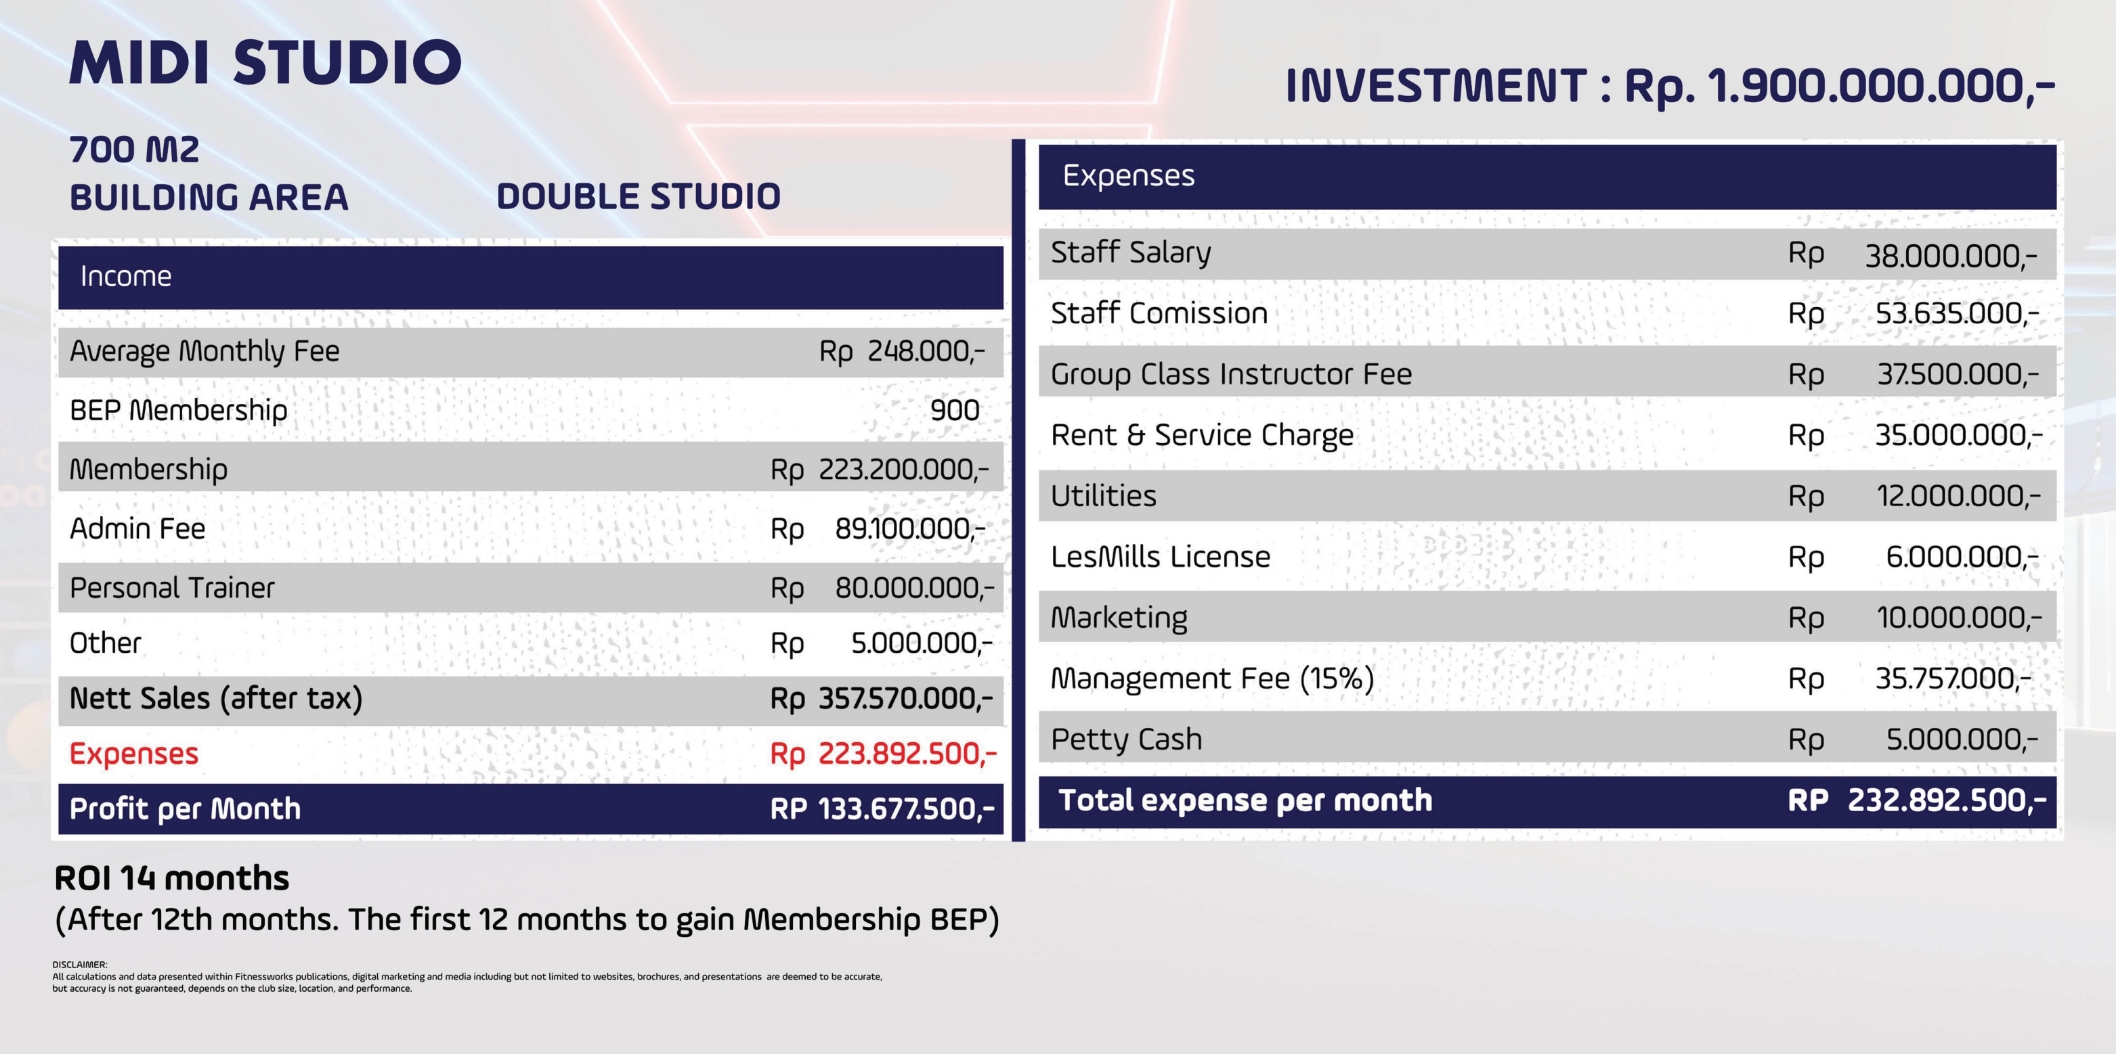 MIDI STUDIO
INVESTMENT : Rp. 1.900.000.000,-
700 M2
BUILDING AREA
DOUBLE STUDIO
Income
Average Monthly Fee Rp 248.000,-
BEP Membership 900
Membership Rp 223.200.000,-
Admin Fee Rp 89.100.000,-
Personal Trainer Rp 80.000.000,-
Other Rp 5.000.000,-
Nett Sales (after tax) Rp 357.570.000,-
Expenses Rp 223.892.500,-
Profit per Month RP 133.677.500,-
Expenses
Staff Salary Rp 38.000.000,-
Staff Comission Rp 53.635.000,-
Group Class Instructor Fee Rp 37.500.000,-
Rent & Service Charge Rp 35.000.000,-
Utilities Rp 12.000.000,-
LesMills License Rp 6.000.000,-
Marketing Rp 10.000.000,-
Management Fee (15%) Rp 35.757.000,-
Petty Cash Rp 5.000.000,-
Total expense per month RP 232.892.500,-
ROI 14 months
(After 12th months. The first 12 months to gain Membership BEP)
DISCLAIMER:
All calculations and data presented within Fitnessworks publications, digital marketing and media including but not limited to websites, brochures, and presentations are deemed to be accurate,
but accuracy is not guaranteed, depends on the club size, location, and performance.